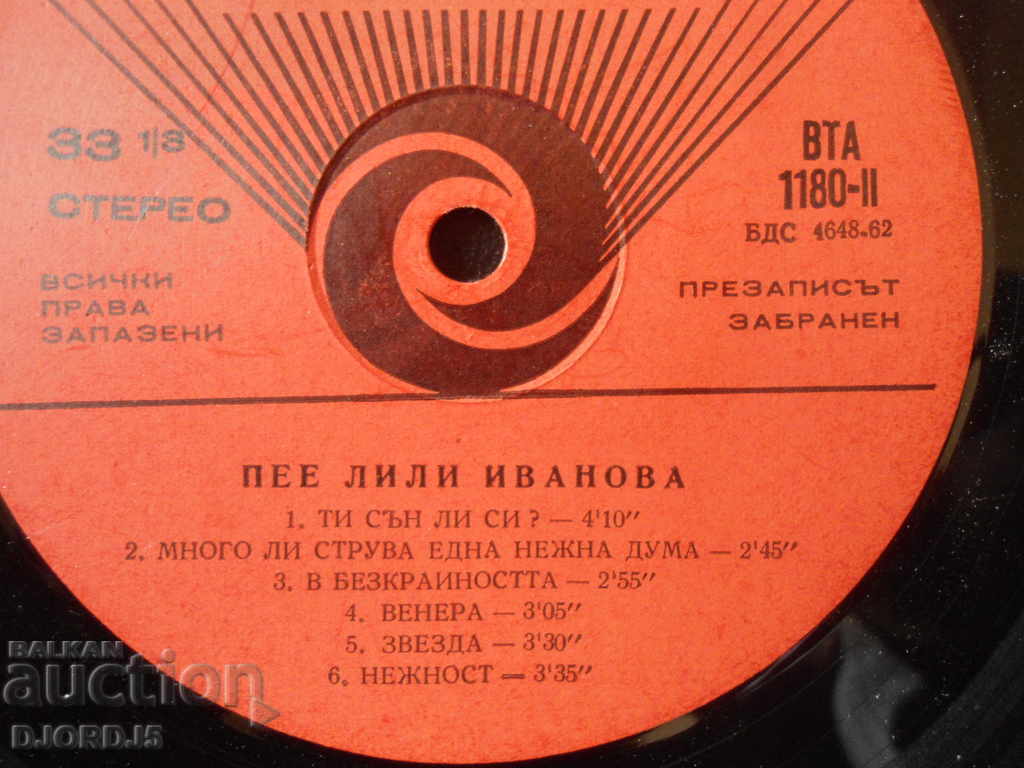 33 1/3
СТЕРЕО
ВСИЧКИ
ПРАВА
ЗАПАЗЕНИ
ВТА
1180-II
БДС 4648.62
ПРЕЗАПИСЪТ
ЗАБРАНЕН
ПЕЕ ЛИЛИ ИВАНОВА
1. ТИ СЪН ЛИ СИ? — 4'10″
2. МНОГО ЛИ СТРУВА ЕДНА НЕЖНА ДУМА — 2'45″
3. В БЕЗКРАИНОСТТА — 2'55″
4. ВЕНЕРА — 3'05″
5. ЗВЕЗДА — 3'30″
6. НЕЖНОСТ — 3'35″
BALKAN
auction
DJORDJ5